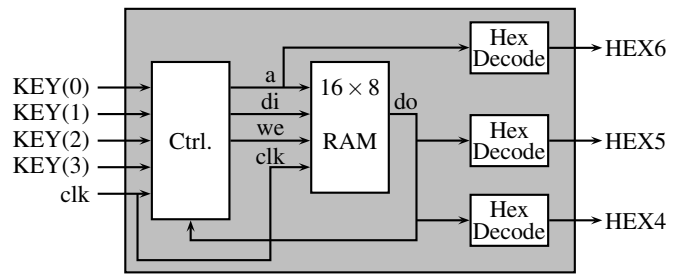 Hex
Decode
HEX6
KEY(0)
KEY(1)
KEY(2)
KEY(3)
clk
Ctrl.
a
di
we
clk
16 × 8
RAM
do
Hex
Decode
HEX5
Hex
Decode
HEX4